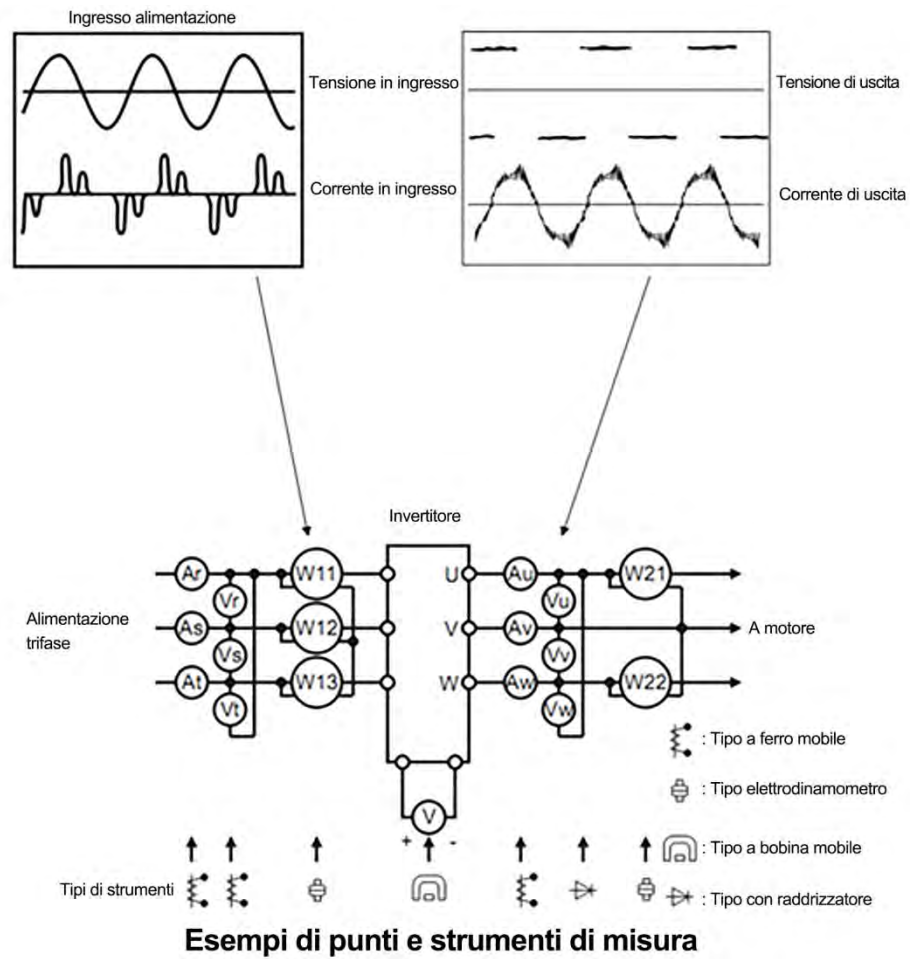 Ingresso alimentazione
Tensione in ingresso
Corrente in ingresso
Tensione di uscita
Corrente di uscita
Invertitore
Alimentazione
trifase
Ar
Vr
W11
U
Au
Vu
W21
As
Vs
W12
V
Av
Vv
A motore
At
Vt
W13
W
Aw
Vw
W22
V
+ -
: Tipo a ferro mobile
: Tipo elettrodinamometro
: Tipo a bobina mobile
: Tipo con raddrizzatore
Tipi di strumenti
Esempi di punti e strumenti di misura